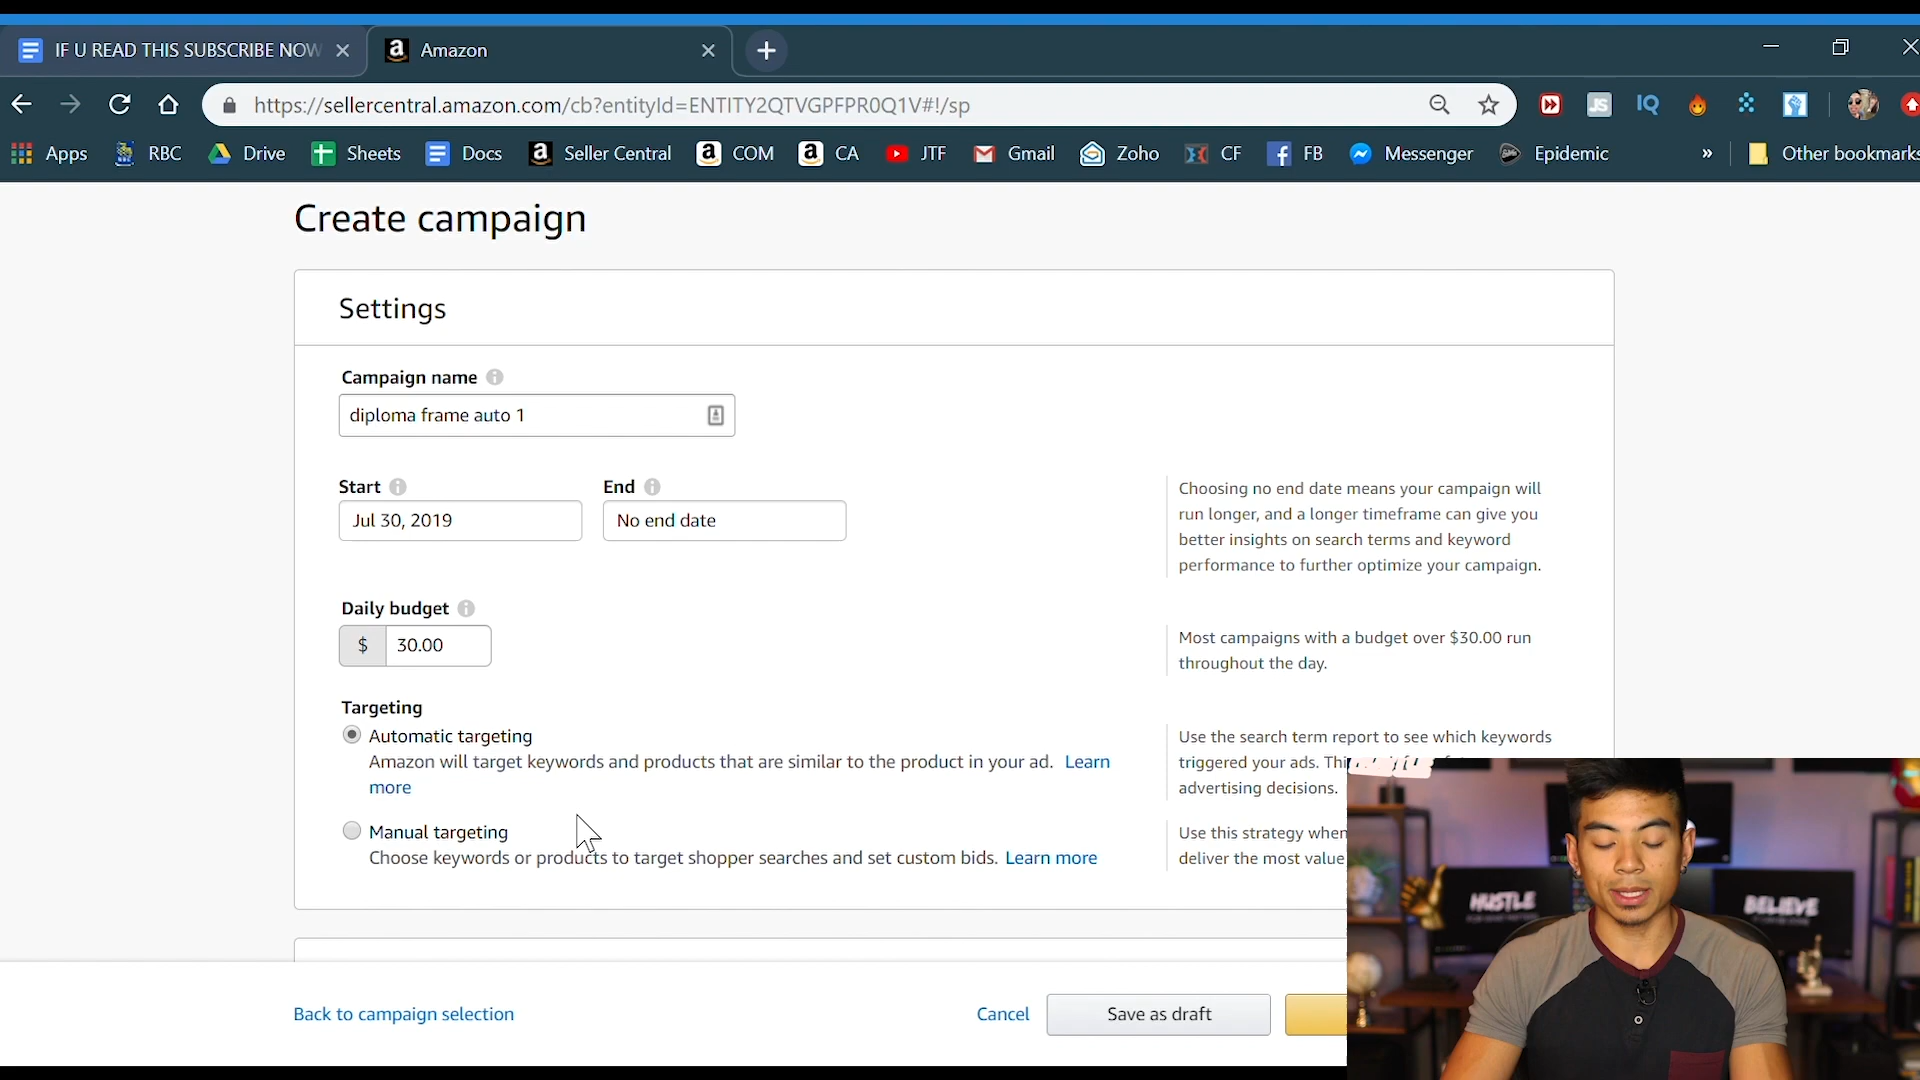 IF U READ THIS SUBSCRIBE NOW
Amazon
https://sellercentral.amazon.com/cb?entityId=ENTITY2QTVGPFPR0Q1V#!/sp
JS
IQ
Apps
RBC
Drive
Sheets
Docs
Seller Central
COM
CA
JTF
Gmail
Zoho
CF
FB
Messenger
Epidemic
»
Other bookmarks
Create campaign
Settings
Campaign name
diploma frame auto 1
Start
End
Jul 30, 2019
No end date
Choosing no end date means your campaign will
run longer, and a longer timeframe can give you
better insights on search terms and keyword
performance to further optimize your campaign.
Daily budget
$ 30.00
Most campaigns with a budget over $30.00 run
throughout the day.
Targeting
Automatic targeting
Amazon will target keywords and products that are similar to the product in your ad. Learn
more
Use the search term report to see which keywords
triggered your ads.
advertising decisions.
Manual targeting
Choose keywords or products to target shopper searches and set custom bids. Learn more
Use this strategy when
deliver the most value
HUSTLE
BELIEVE
Back to campaign selection
Cancel
Save as draft